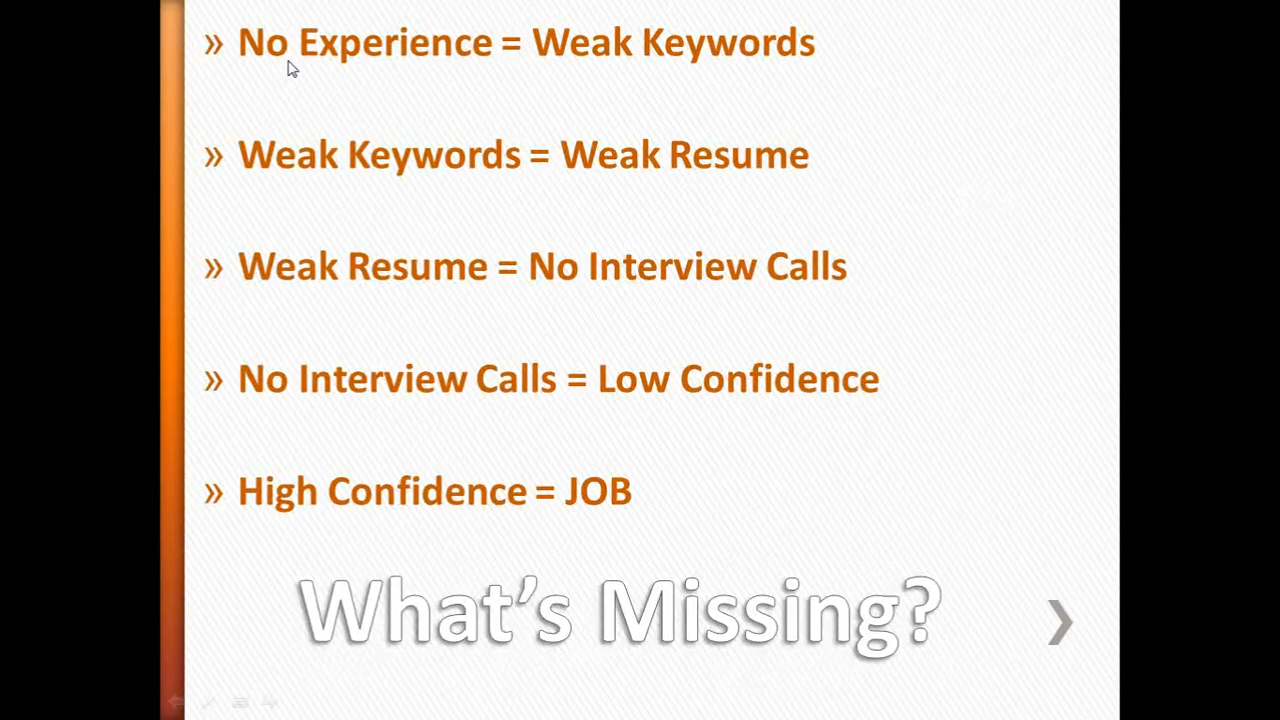 » No Experience = Weak Keywords
» Weak Keywords = Weak Resume
» Weak Resume = No Interview Calls
» No Interview Calls = Low Confidence
» High Confidence = JOB
What’s Missing?